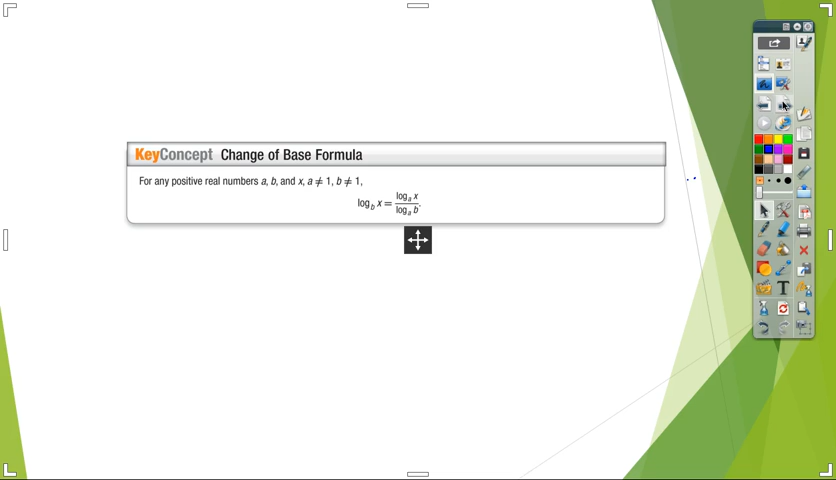 KeyConcept Change of Base Formula
For any positive real numbers a, b, and x, a ≠ 1, b ≠ 1,
log_b x = log_a x / log_a b.
T